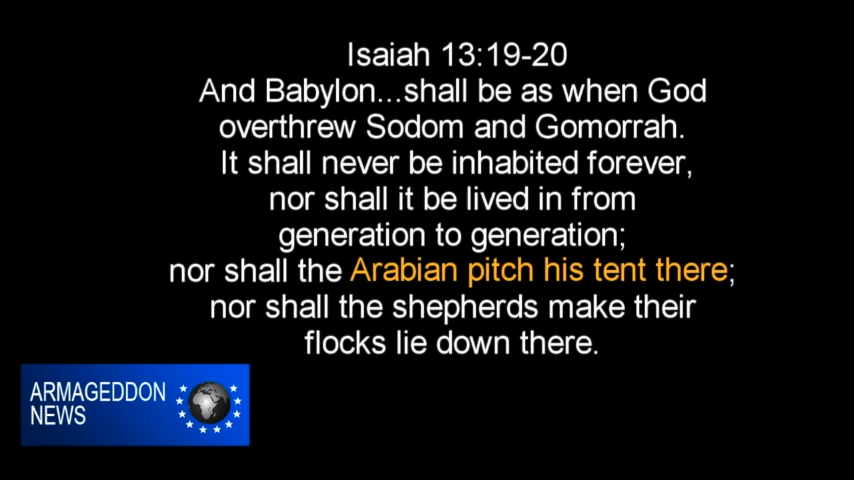 Isaiah 13:19-20
And Babylon...shall be as when God
overthrew Sodom and Gomorrah.
It shall never be inhabited forever,
nor shall it be lived in from
generation to generation;
nor shall the Arabian pitch his tent there;
nor shall the shepherds make their
flocks lie down there.
ARMAGEDDON
NEWS